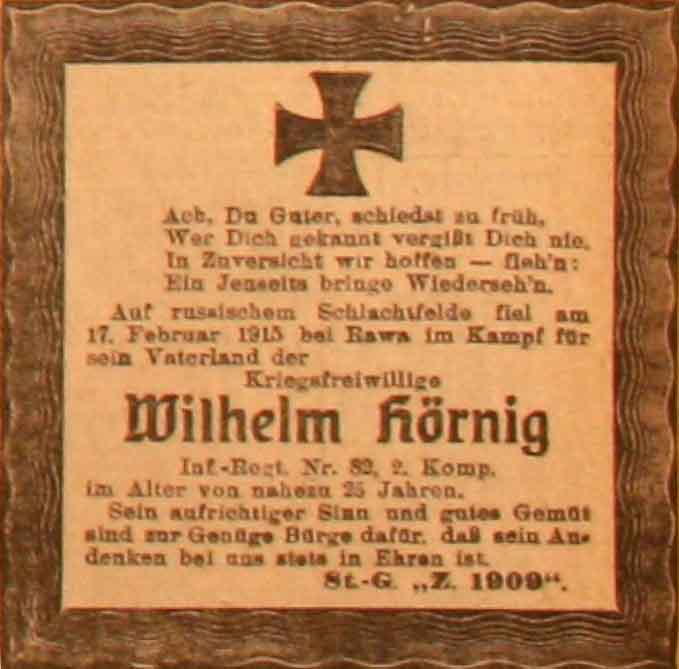 Ach, Du Guter, schiedst zu früh,
Wer Dich gekannt vergißt Dich nie.
In Zuversicht wir hoffen — fleh'n:
Ein Jenseits bringe Wiederseh'n.
Auf russischem Schlachtfelde fiel am
17. Februar 1915 bei Rawa im Kampf für
sein Vaterland der
Kriegsfreiwillige
Wilhelm Hörnig
Inf.-Regt. Nr. 82, 2. Komp.
im Alter von nahezu 25 Jahren.
Sein aufrichtiger Sinn und gutes Gemüt
sind zur Genüge Bürge dafür, daß sein An-
denken bei uns stets in Ehren ist.
St.-G. „Z. 1909“.